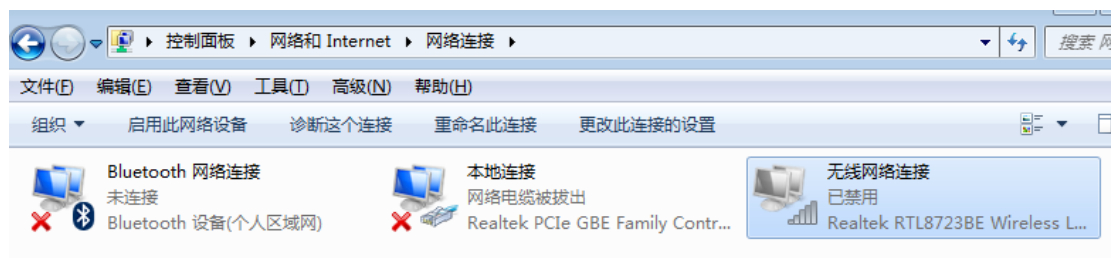 控制面板 ▸ 网络和 Internet ▸ 网络连接 ▸ 搜索 网
文件(F) 编辑(E) 查看(V) 工具(T) 高级(N) 帮助(H)
组织 启用此网络设备 诊断这个连接 重命名此连接 更改此连接的设置
Bluetooth 网络连接
未连接
Bluetooth 设备(个人区域网)
本地连接
网络电缆被拔出
Realtek PCIe GBE Family Contr...
无线网络连接
已禁用
Realtek RTL8723BE Wireless L...